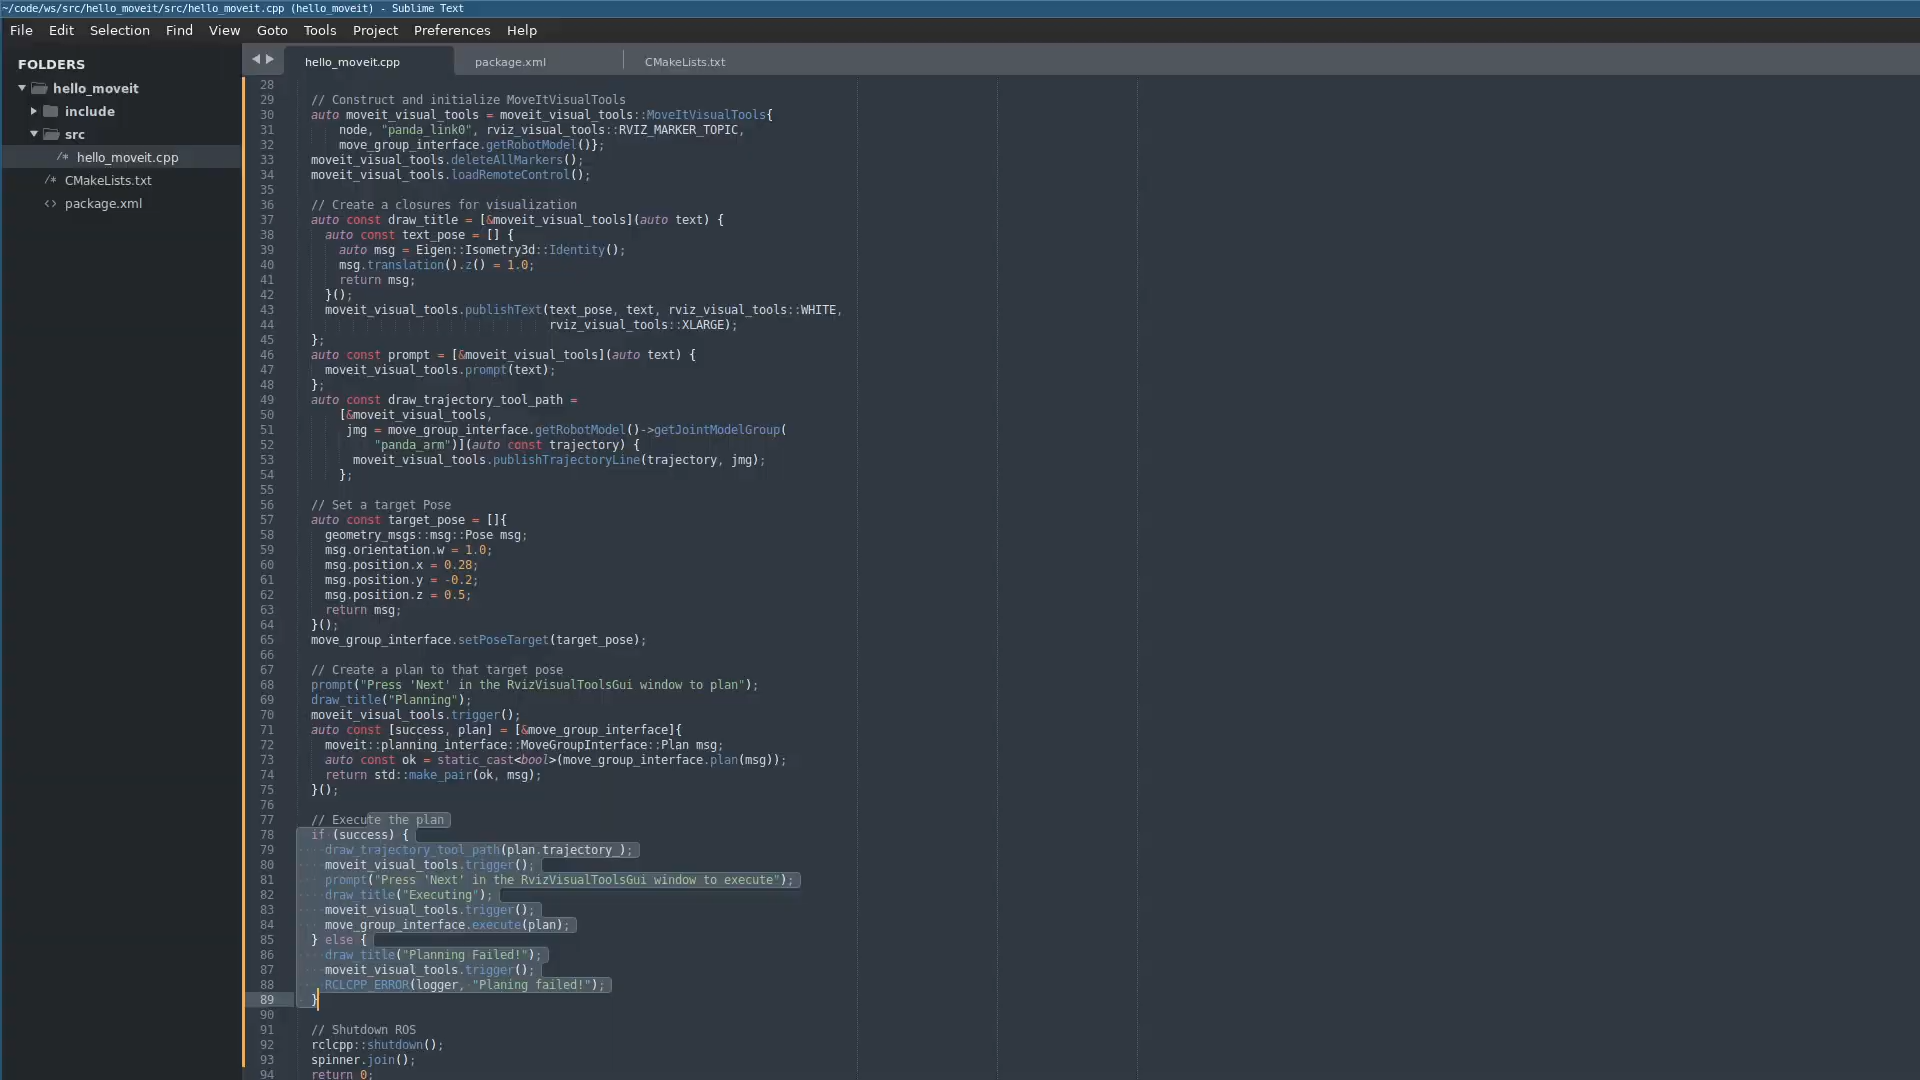 ~/code/ws/src/hello_moveit/src/hello_moveit.cpp (hello_moveit) - Sublime Text
File Edit Selection Find View Goto Tools Project Preferences Help
FOLDERS
hello_moveit
include
src
/* hello_moveit.cpp
/* CMakeLists.txt
<> package.xml
hello_moveit.cpp package.xml CMakeLists.txt
28
29 // Construct and initialize MoveItVisualTools
30 auto moveit_visual_tools = moveit_visual_tools::MoveItVisualTools{
31 node, "panda_link0", rviz_visual_tools::RVIZ_MARKER_TOPIC,
32 move_group_interface.getRobotModel()};
33 moveit_visual_tools.deleteAllMarkers();
34 moveit_visual_tools.loadRemoteControl();
35
36 // Create a closures for visualization
37 auto const draw_title = [&moveit_visual_tools](auto text) {
38 auto const text_pose = [] {
39 auto msg = Eigen::Isometry3d::Identity();
40 msg.translation().z() = 1.0;
41 return msg;
42 }();
43 moveit_visual_tools.publishText(text_pose, text, rviz_visual_tools::WHITE,
44 rviz_visual_tools::XLARGE);
45 };
46 auto const prompt = [&moveit_visual_tools](auto text) {
47 moveit_visual_tools.prompt(text);
48 };
49 auto const draw_trajectory_tool_path =
50 [&moveit_visual_tools,
51 jmg = move_group_interface.getRobotModel()->getJointModelGroup(
52 "panda_arm")](auto const trajectory) {
53 moveit_visual_tools.publishTrajectoryLine(trajectory, jmg);
54 };
55
56 // Set a target Pose
57 auto const target_pose = []{
58 geometry_msgs::msg::Pose msg;
59 msg.orientation.w = 1.0;
60 msg.position.x = 0.28;
61 msg.position.y = -0.2;
62 msg.position.z = 0.5;
63 return msg;
64 }();
65 move_group_interface.setPoseTarget(target_pose);
66
67 // Create a plan to that target pose
68 prompt("Press 'Next' in the RvizVisualToolsGui window to plan");
69 draw_title("Planning");
70 moveit_visual_tools.trigger();
71 auto const [success, plan] = [&move_group_interface]{
72 moveit::planning_interface::MoveGroupInterface::Plan msg;
73 auto const ok = static_cast<bool>(move_group_interface.plan(msg));
74 return std::make_pair(ok, msg);
75 }();
76
77 // Execute the plan
78 if (success) {
79 draw_trajectory_tool_path(plan.trajectory_);
80 moveit_visual_tools.trigger();
81 prompt("Press 'Next' in the RvizVisualToolsGui window to execute");
82 draw_title("Executing");
83 moveit_visual_tools.trigger();
84 move_group_interface.execute(plan);
85 } else {
86 draw_title("Planning Failed!");
87 moveit_visual_tools.trigger();
88 RCLCPP_ERROR(logger, "Planing failed!");
89 }
90
91 // Shutdown ROS
92 rclcpp::shutdown();
93 spinner.join();
94 return 0;